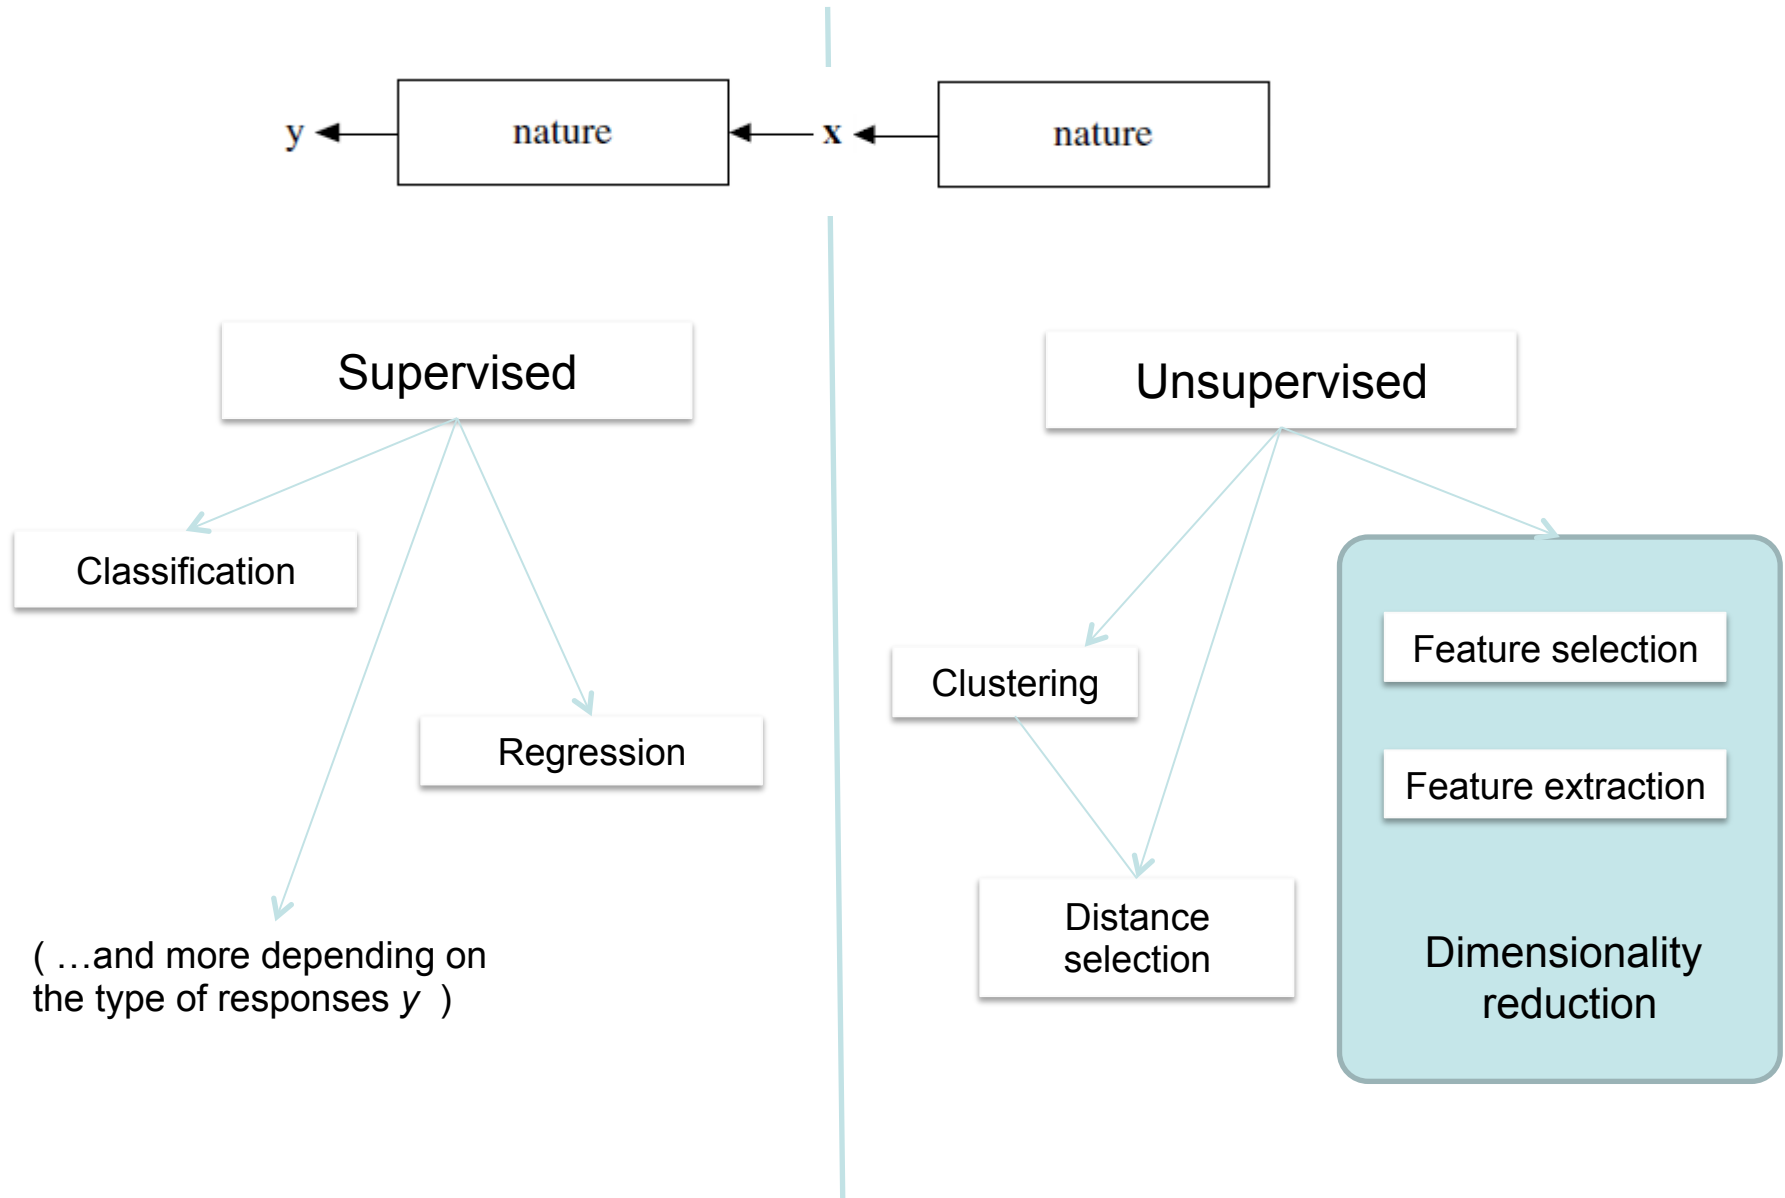 y nature x nature
Supervised
Unsupervised
Classification
Regression
( …and more depending on
the type of responses y )
Clustering
Distance
selection
Feature selection
Feature extraction
Dimensionality
reduction